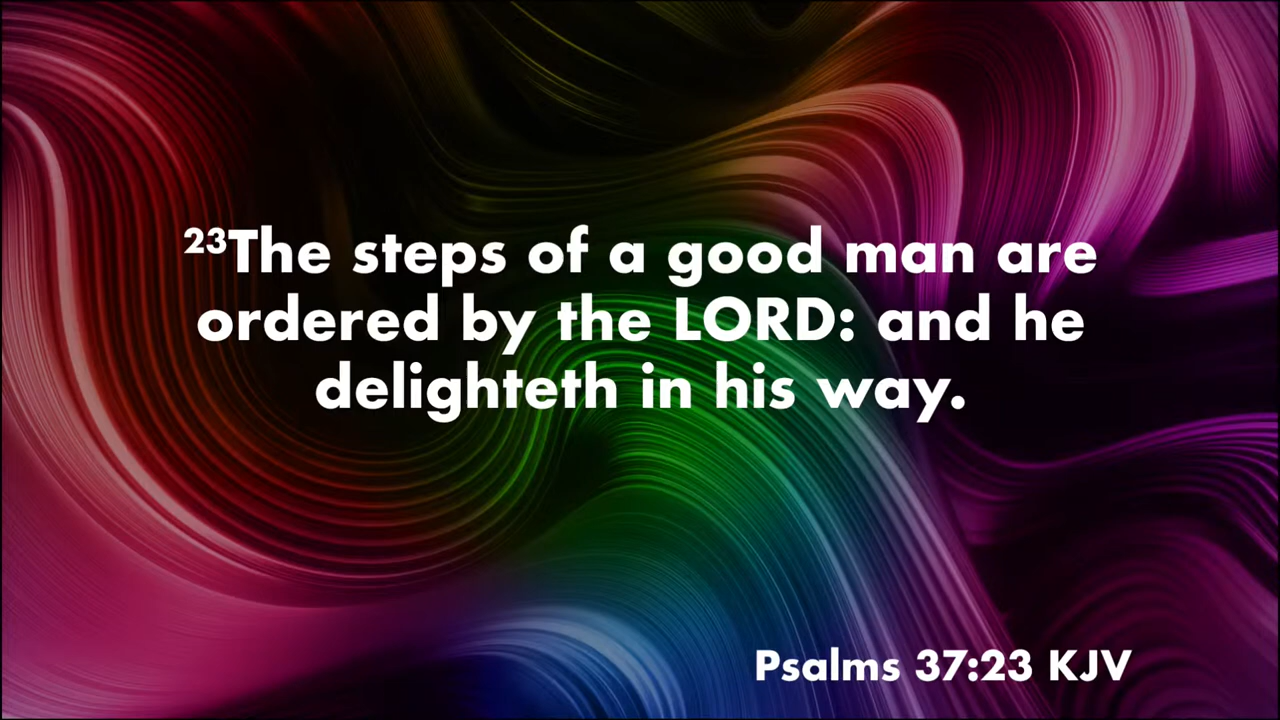 ²³The steps of a good man are
ordered by the LORD: and he
delighteth in his way.
Psalms 37:23 KJV